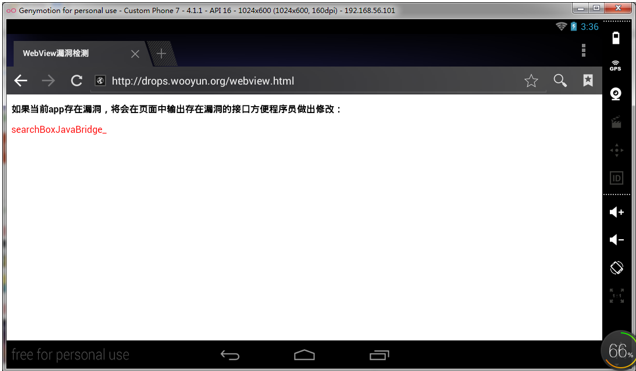 Genymotion for personal use - Custom Phone 7 - 4.1.1 - API 16 - 1024x600 (1024x600, 160dpi) - 192.168.56.101
3:36
WebView漏洞检测
http://drops.wooyun.org/webview.html
如果当前app存在漏洞，将会在页面中输出存在漏洞的接口方便程序员做出修改：
searchBoxJavaBridge_
GPS
ID
1:1
free for personal use
66%